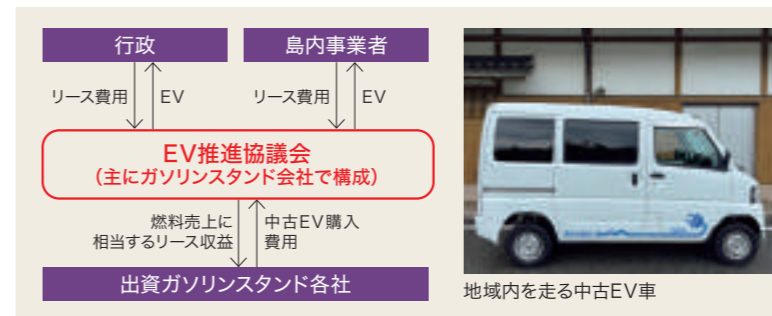 行政
島内事業者
リース費用
EV
リース費用
EV
EV推進協議会
（主にガソリンスタンド会社で構成）
燃料売上に
相当するリース収益
中古EV購入
費用
出資ガソリンスタンド各社
地域内を走る中古EV車